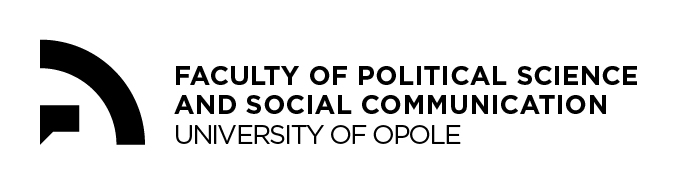 FACULTY OF POLITICAL SCIENCE
AND SOCIAL COMMUNICATION
UNIVERSITY OF OPOLE